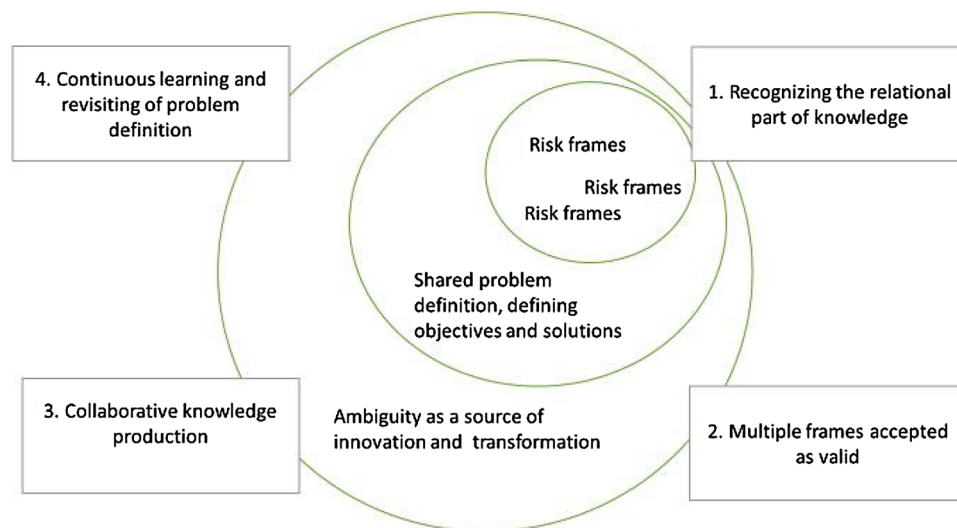 4. Continuous learning and
revisiting of problem
definition
1. Recognizing the relational
part of knowledge
Risk frames
Risk frames
Risk frames
Shared problem
definition, defining
objectives and solutions
3. Collaborative knowledge
production
Ambiguity as a source of
innovation and transformation
2. Multiple frames accepted
as valid